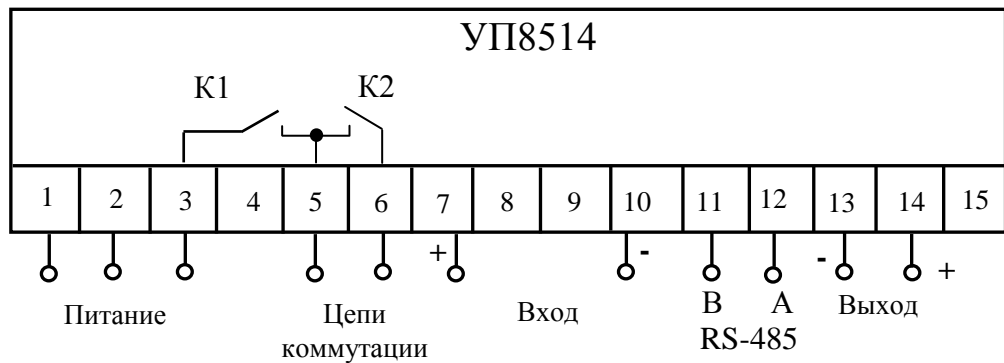 УП8514
К1 К2
1 2 3 4 5 6 7 8 9 10 11 12 13 14 15
+ - - +
Питание Цепи коммутации Вход B A RS-485 Выход